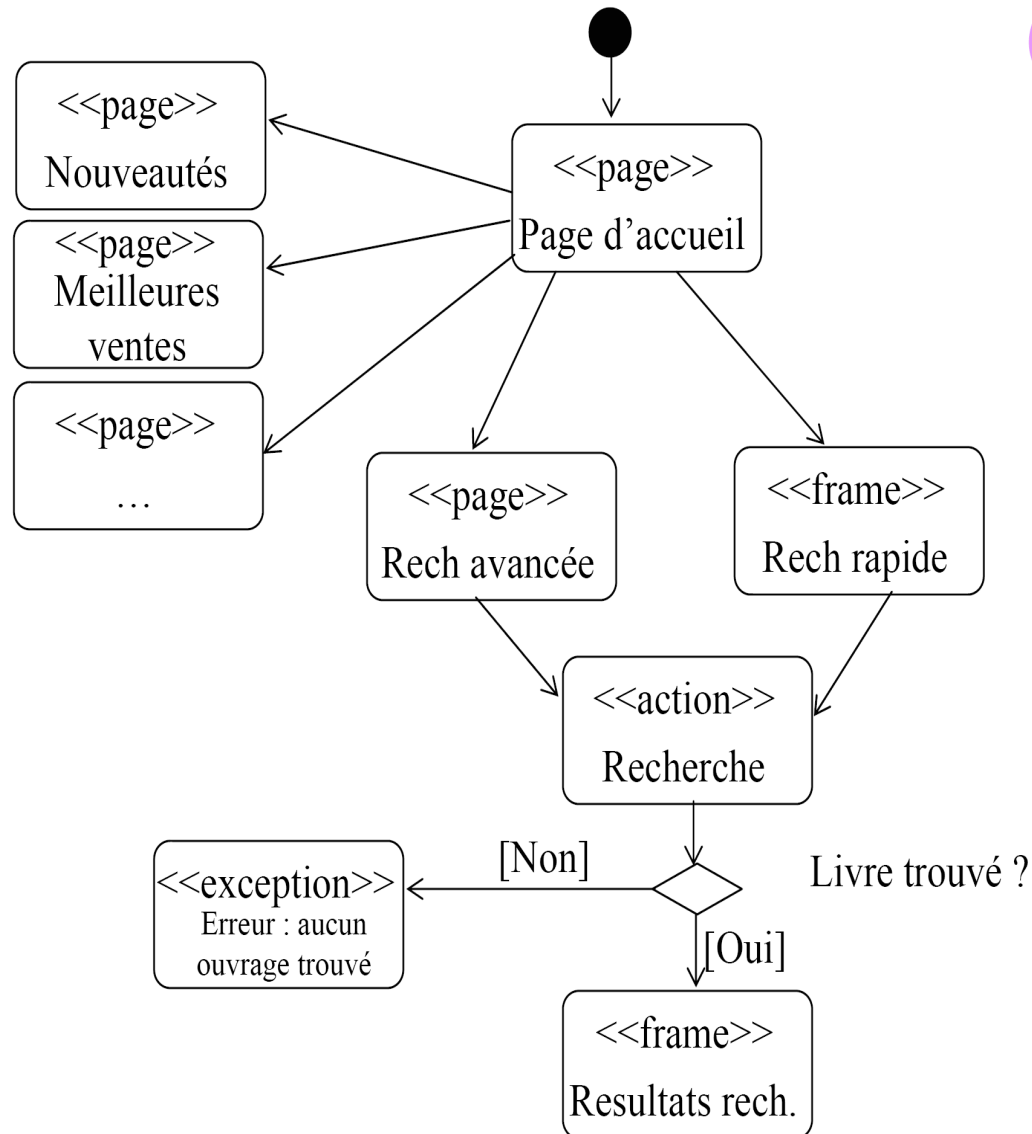 <<page>>
Nouveautés
<<page>>
Page d’accueil
<<page>>
Meilleures
ventes
<<page>>
…
<<page>>
Rech avancée
<<frame>>
Rech rapide
<<action>>
Recherche
[Non]
Livre trouvé ?
<<exception>>
Erreur : aucun
ouvrage trouvé
[Oui]
<<frame>>
Resultats rech.